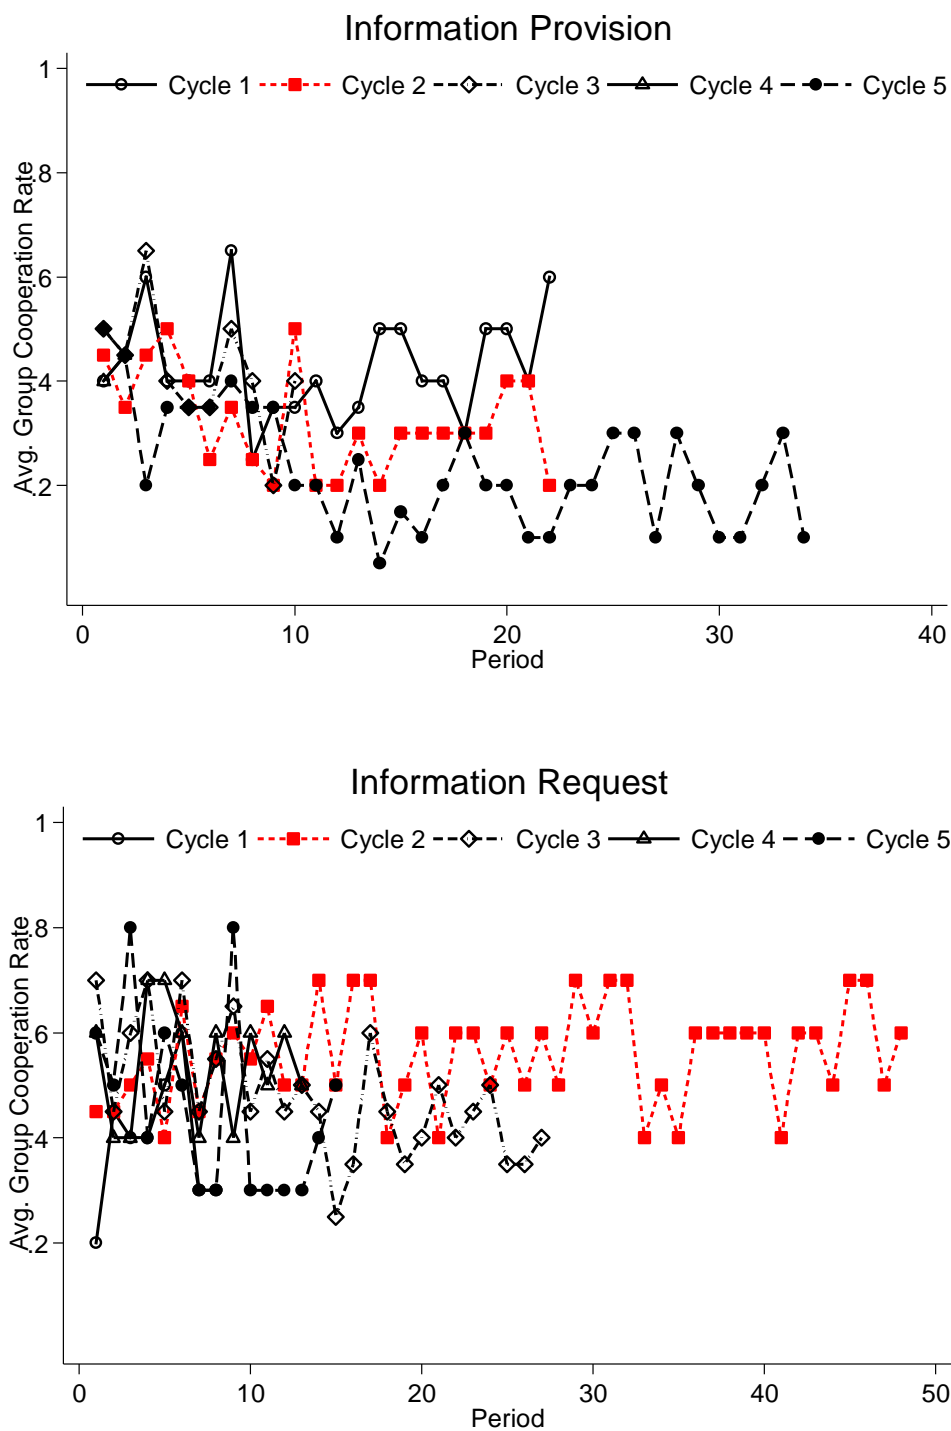 Information Provision
Cycle 1 Cycle 2 Cycle 3 Cycle 4 Cycle 5
Avg. Group Cooperation Rate
1
.8
.6
.4
.2
0 10 20 30 40
Period
Information Request
Cycle 1 Cycle 2 Cycle 3 Cycle 4 Cycle 5
Avg. Group Cooperation Rate
1
.8
.6
.4
.2
0 10 20 30 40 50
Period